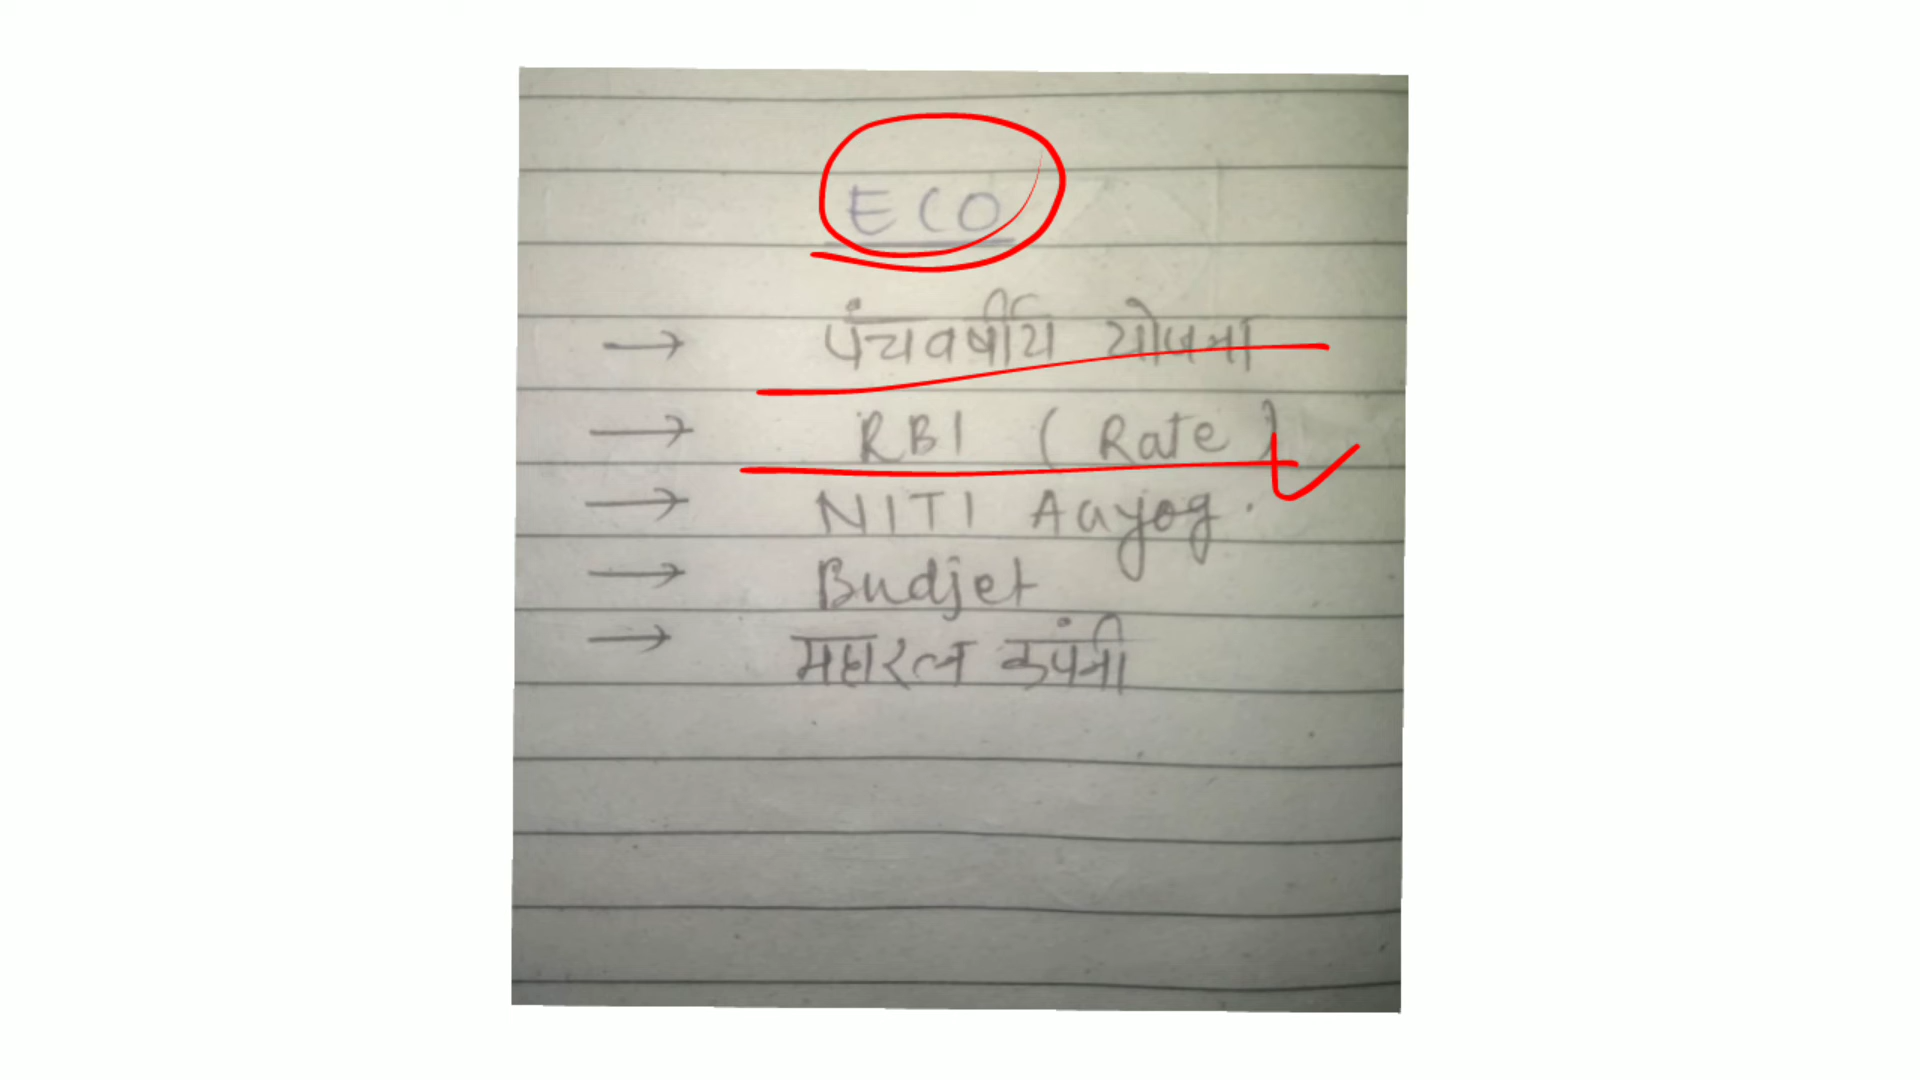 ECO
→ पंचवर्षीय योजना
→ RBI ( Rate )
→ NITI Aayog.
→ Budjet
→ महारत्न कंपनी